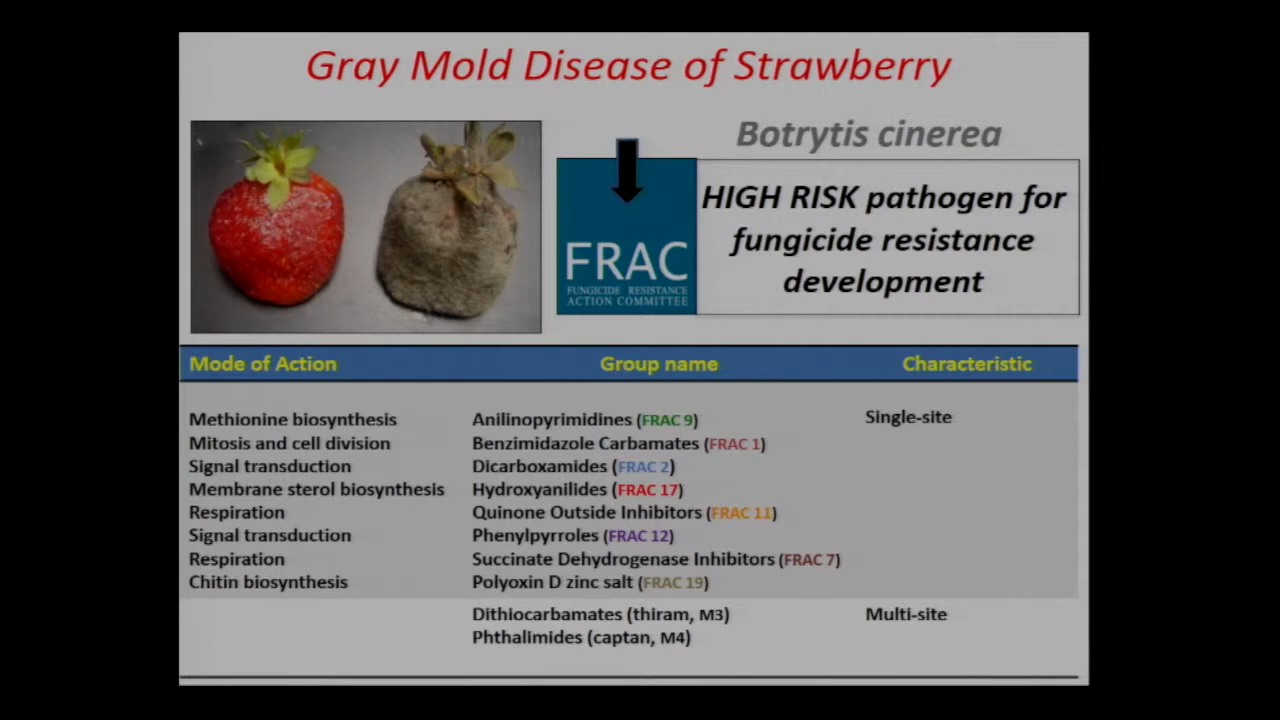 Gray Mold Disease of Strawberry
Botrytis cinerea
FRAC
FUNGICIDE RESISTANCE
ACTION COMMITTEE
HIGH RISK pathogen for
fungicide resistance
development
Mode of Action Group name Characteristic
Methionine biosynthesis Anilinopyrimidines (FRAC 9) Single-site
Mitosis and cell division Benzimidazole Carbamates (FRAC 1)
Signal transduction Dicarboxamides (FRAC 2)
Membrane sterol biosynthesis Hydroxyanilides (FRAC 17)
Respiration Quinone Outside Inhibitors (FRAC 11)
Signal transduction Phenylpyrroles (FRAC 12)
Respiration Succinate Dehydrogenase Inhibitors (FRAC 7)
Chitin biosynthesis Polyoxin D zinc salt (FRAC 19)
Dithiocarbamates (thiram, M3) Multi-site
Phthalimides (captan, M4)